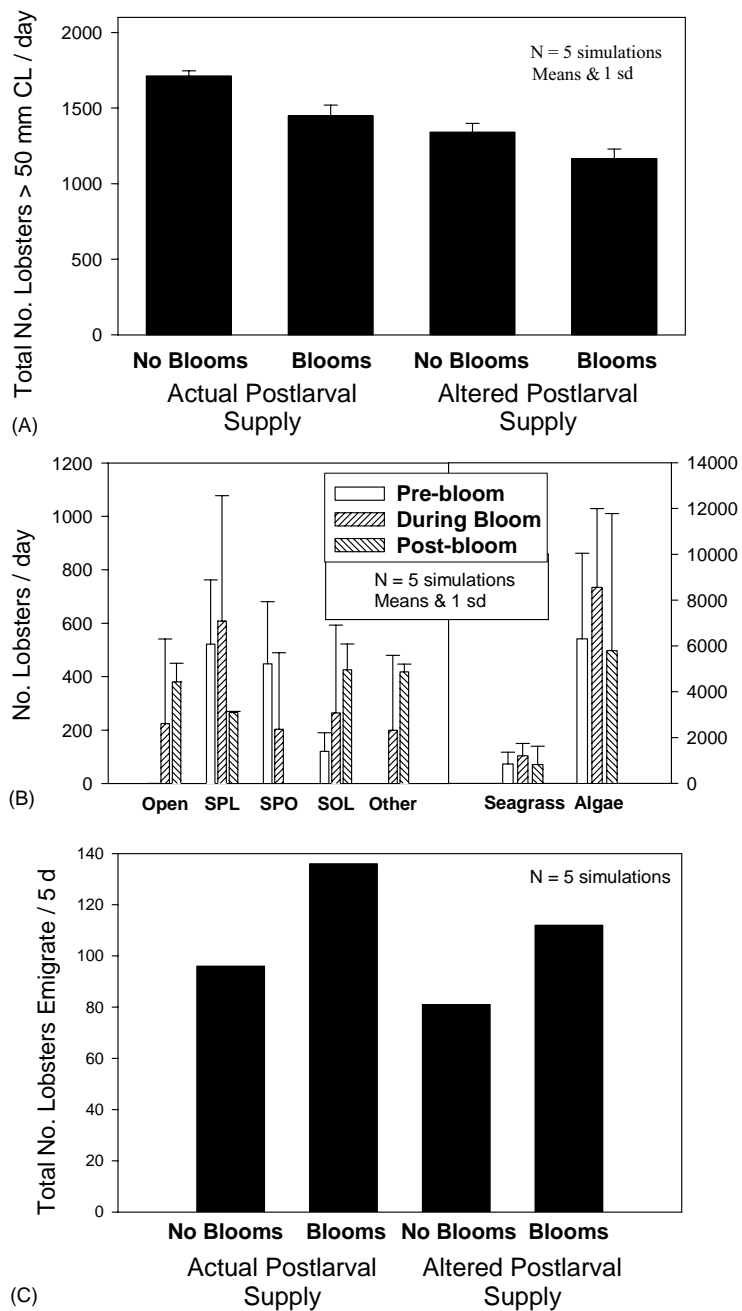 Total No. Lobsters > 50 mm CL / day
2000
1500
1000
500
0
N = 5 simulations
Means & 1 sd
No Blooms
Blooms
No Blooms
Blooms
Actual Postlarval
Supply
Altered Postlarval
Supply
(A)
No. Lobsters / day
1200
1000
800
600
400
200
0
Pre-bloom
During Bloom
Post-bloom
N = 5 simulations
Means & 1 sd
14000
12000
10000
8000
6000
4000
2000
0
Open
SPL
SPO
SOL
Other
Seagrass
Algae
(B)
Total No. Lobsters Emigrate / 5 d
140
120
100
80
60
40
20
0
N = 5 simulations
No Blooms
Blooms
No Blooms
Blooms
Actual Postlarval
Supply
Altered Postlarval
Supply
(C)